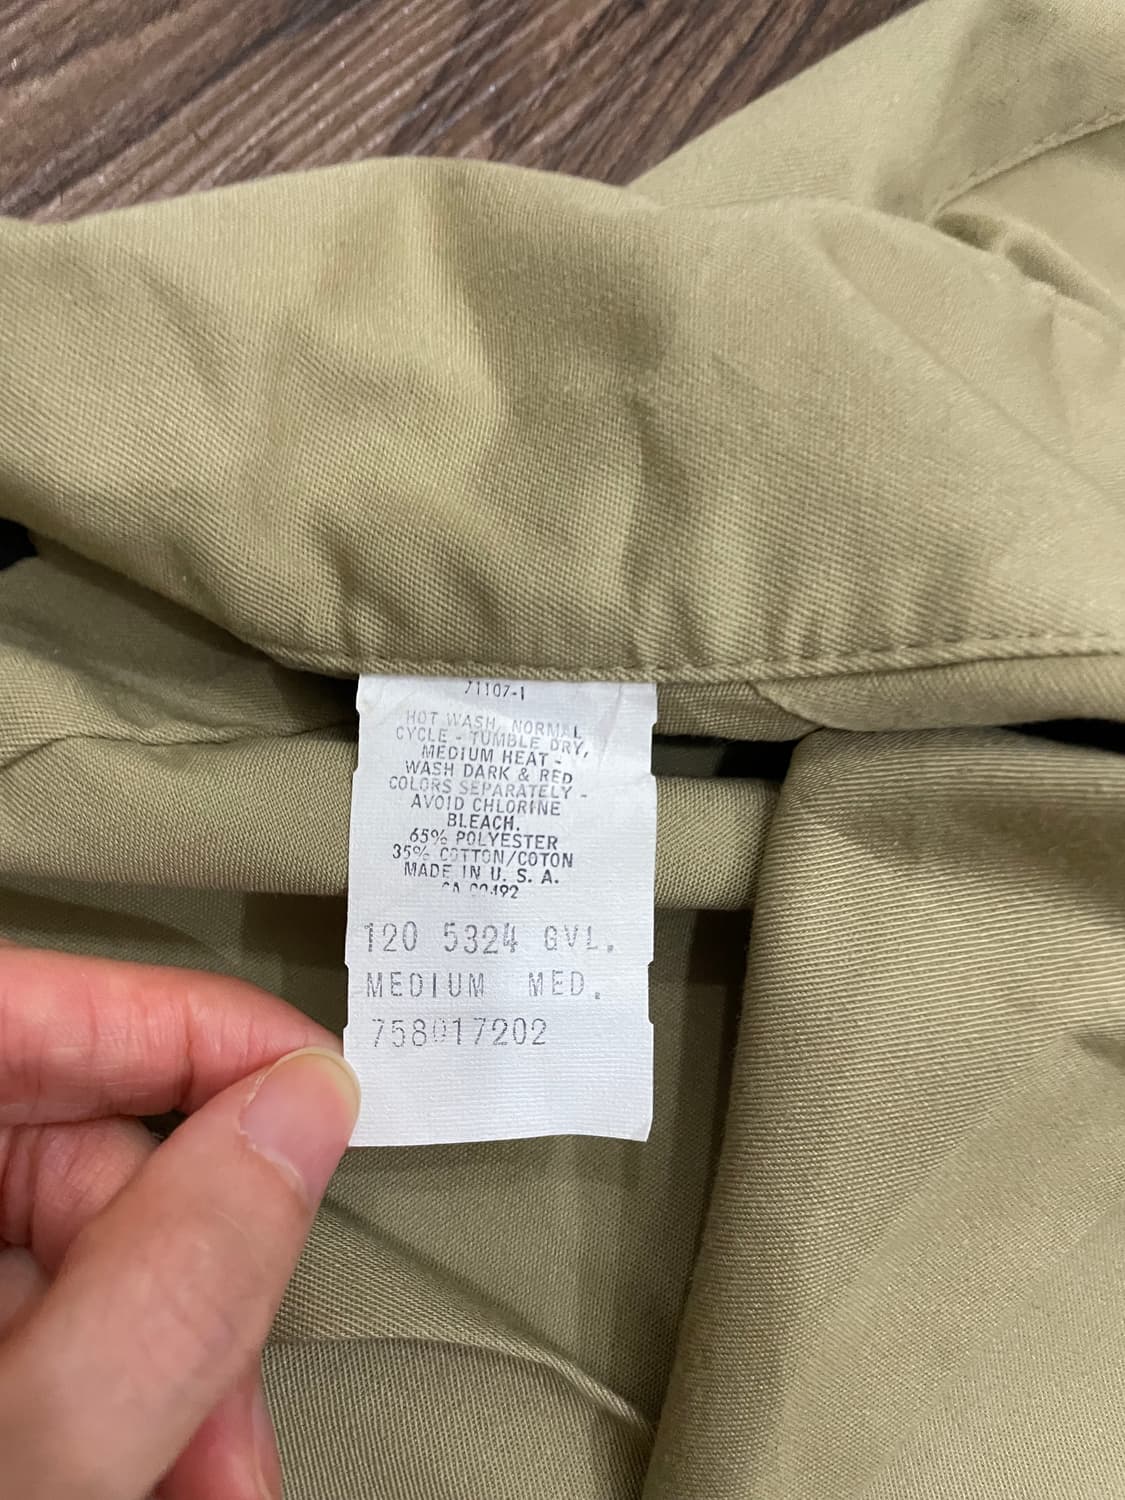 71107-1
HOT WASH, NORMAL
CYCLE - TUMBLE DRY,
MEDIUM HEAT -
WASH DARK & RED
COLORS SEPARATELY -
AVOID CHLORINE
BLEACH.
65% POLYESTER
35% COTTON/COTON
MADE IN U. S. A.
CA 00492
120 5324 GVL.
MEDIUM MED.
758017202